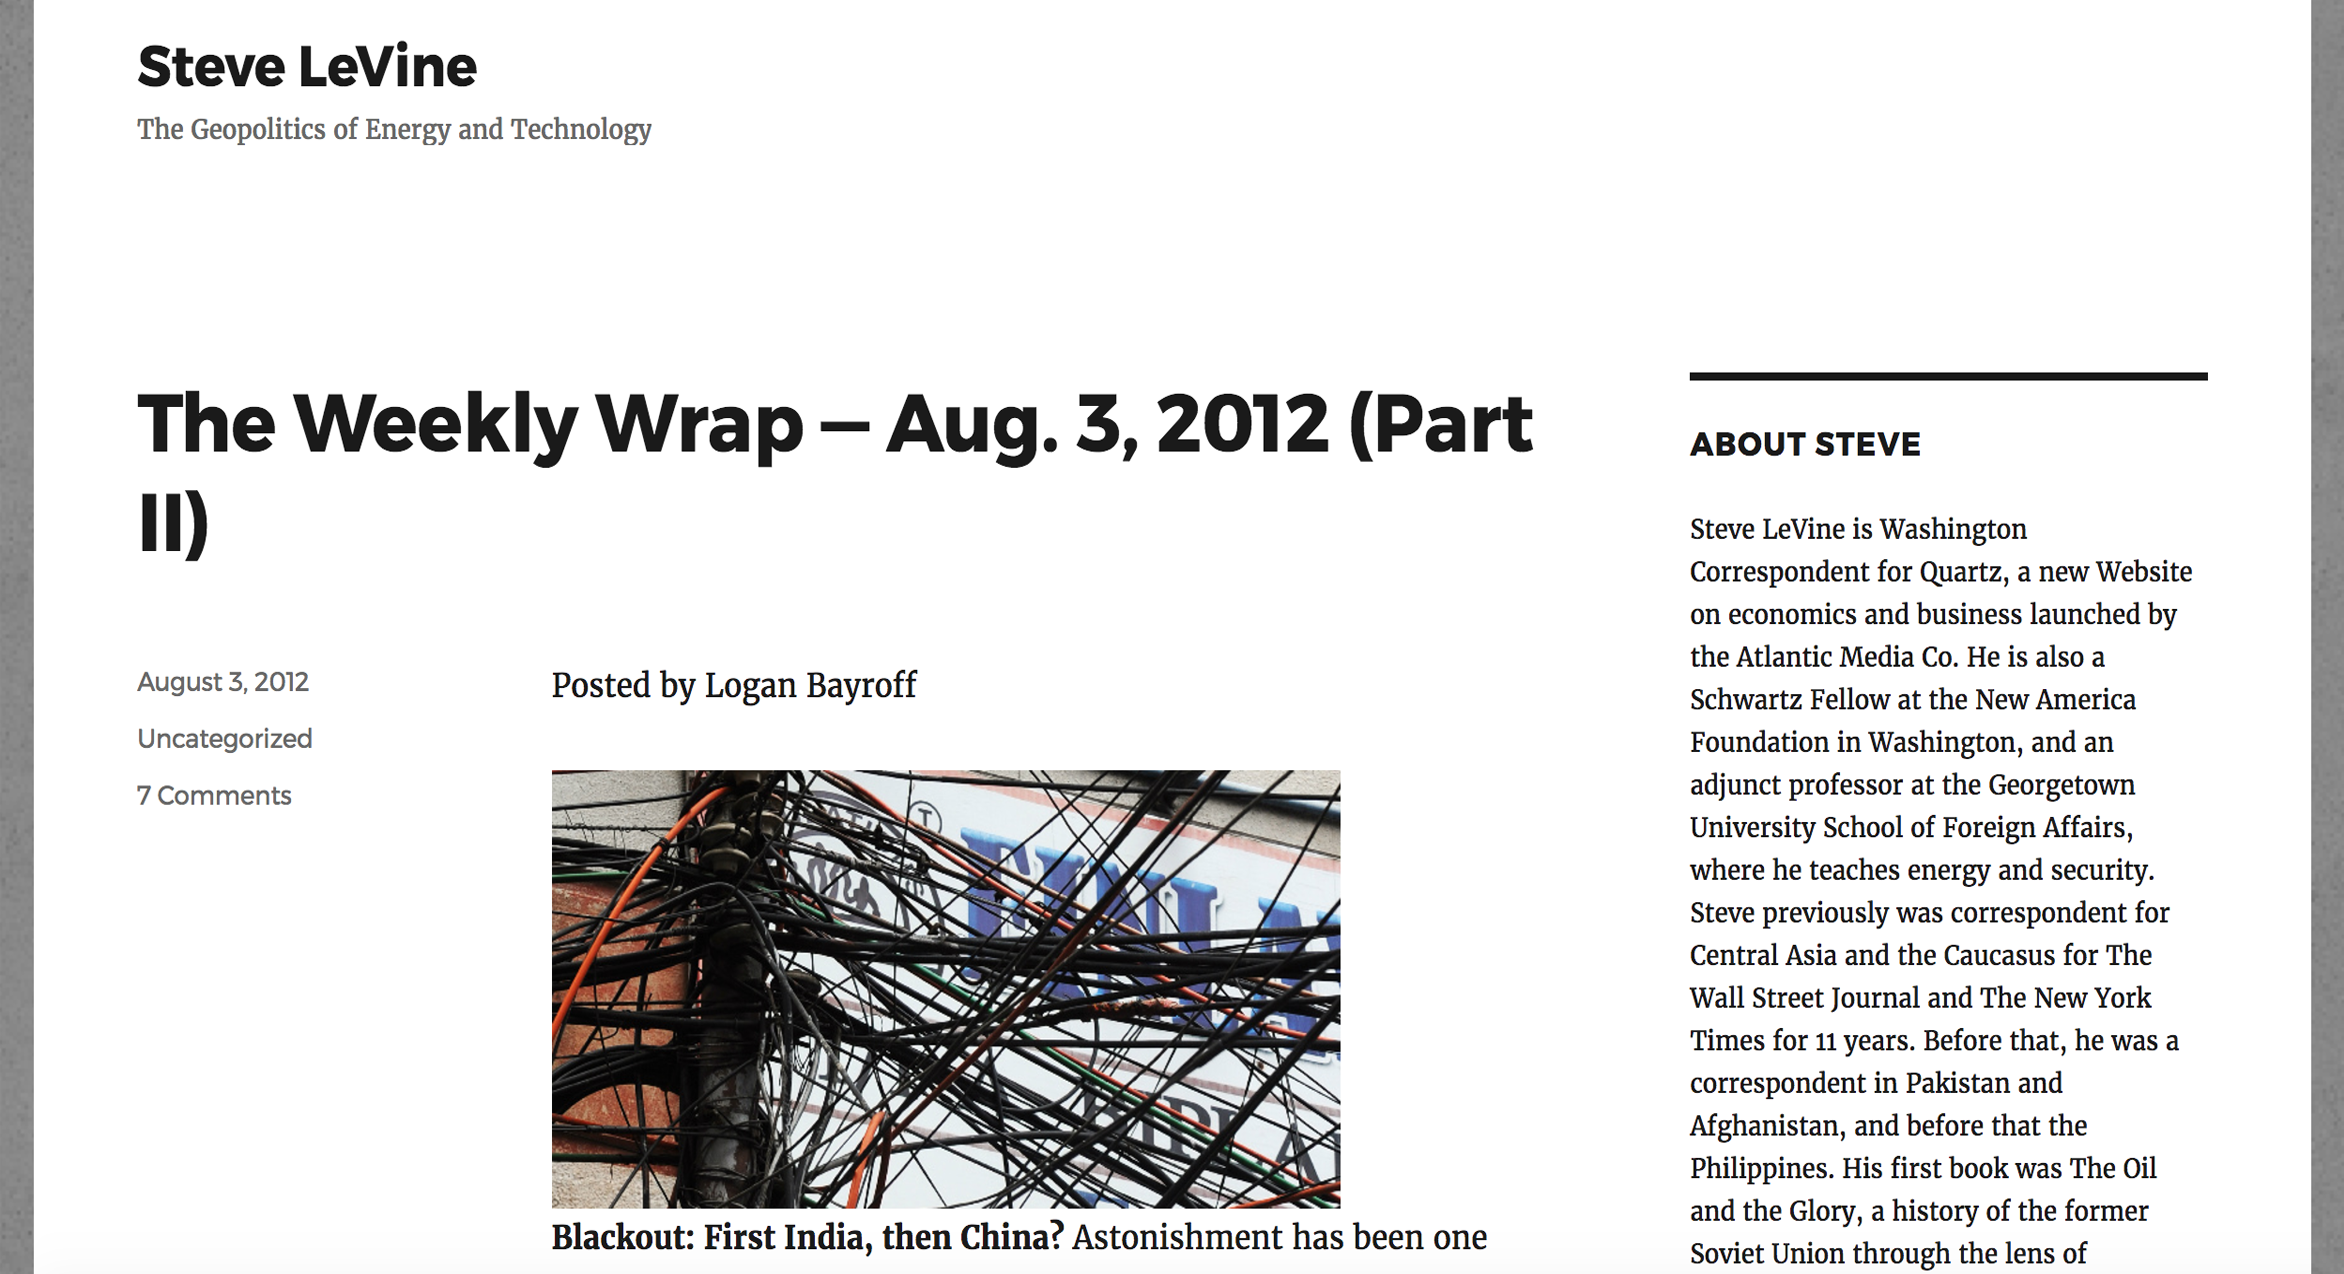 Steve LeVine
The Geopolitics of Energy and Technology
The Weekly Wrap — Aug. 3, 2012 (Part
II)
August 3, 2012
Uncategorized
7 Comments
Posted by Logan Bayroff
Blackout: First India, then China? Astonishment has been one
ABOUT STEVE
Steve LeVine is Washington
Correspondent for Quartz, a new Website
on economics and business launched by
the Atlantic Media Co. He is also a
Schwartz Fellow at the New America
Foundation in Washington, and an
adjunct professor at the Georgetown
University School of Foreign Affairs,
where he teaches energy and security.
Steve previously was correspondent for
Central Asia and the Caucasus for The
Wall Street Journal and The New York
Times for 11 years. Before that, he was a
correspondent in Pakistan and
Afghanistan, and before that the
Philippines. His first book was The Oil
and the Glory, a history of the former
Soviet Union through the lens of